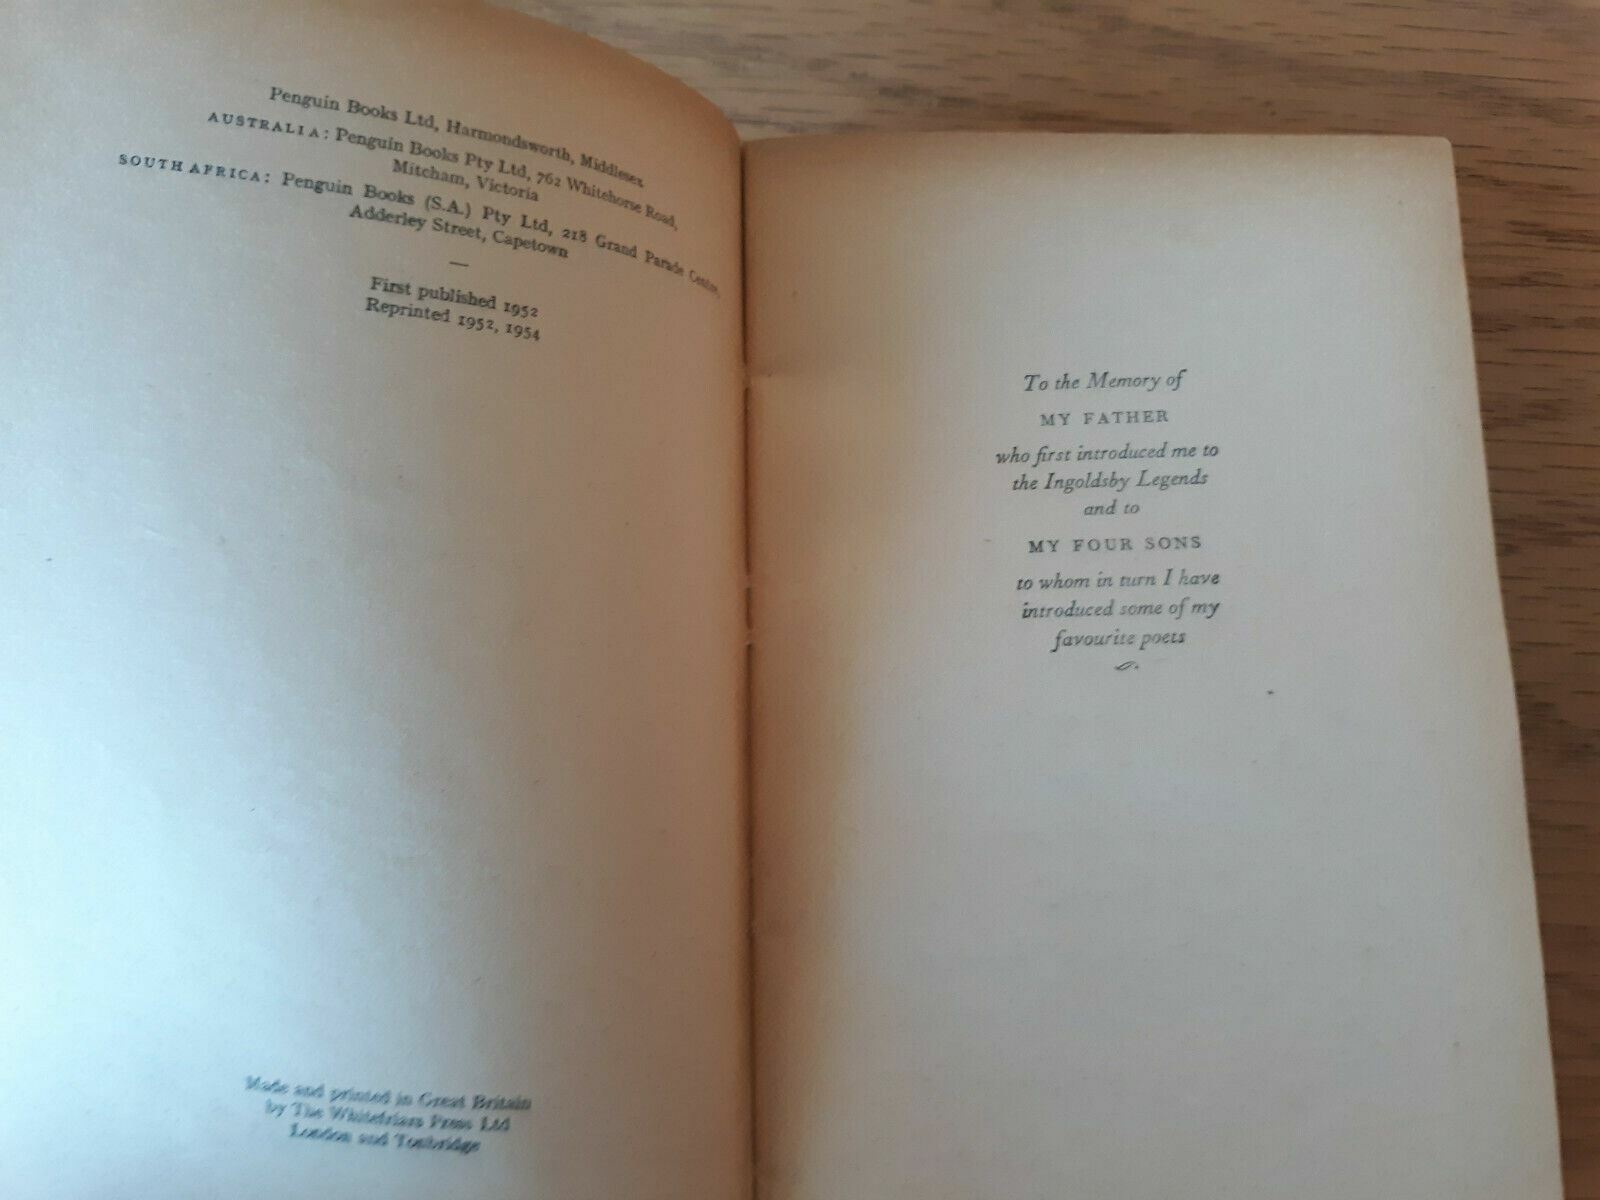 Penguin Books Ltd, Harmondsworth, Middlesex
AUSTRALIA: Penguin Books Pty Ltd, 762 Whitehorse Road,
Mitcham, Victoria
SOUTH AFRICA: Penguin Books (S.A.) Pty Ltd, 218 Grand Parade Centre,
Adderley Street, Capetown
First published 1952
Reprinted 1952, 1954
Made and printed in Great Britain
by The Whitefriars Press Ltd
London and Tonbridge
To the Memory of
MY FATHER
who first introduced me to
the Ingoldsby Legends
and to
MY FOUR SONS
to whom in turn I have
introduced some of my
favourite poets